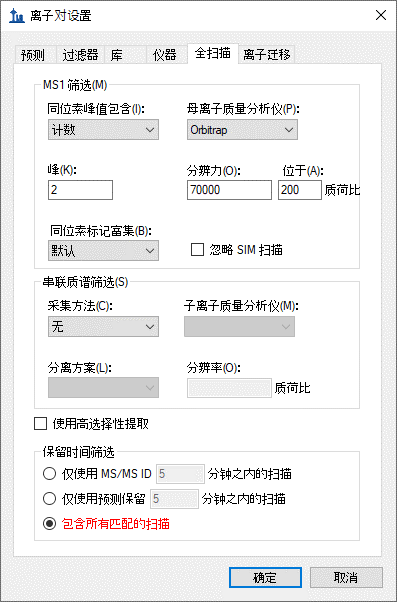 离子对设置
预测 过滤器 库 仪器 全扫描 离子迁移
MS1 筛选(M)
同位素峰值包含(I): 母离子质量分析仪(P):
计数 Orbitrap
峰(K): 分辨力(O): 位于(A):
2 70000 200 质荷比
同位素标记富集(B):
默认 忽略 SIM 扫描
串联质谱筛选(S)
采集方法(C): 子离子质量分析仪(M):
无
分离方案(L): 分辨率(O):
质荷比
使用高选择性提取
保留时间筛选
仅使用 MS/MS ID 5 分钟之内的扫描
仅使用预测保留 5 分钟之内的扫描
包含所有匹配的扫描
确定 取消